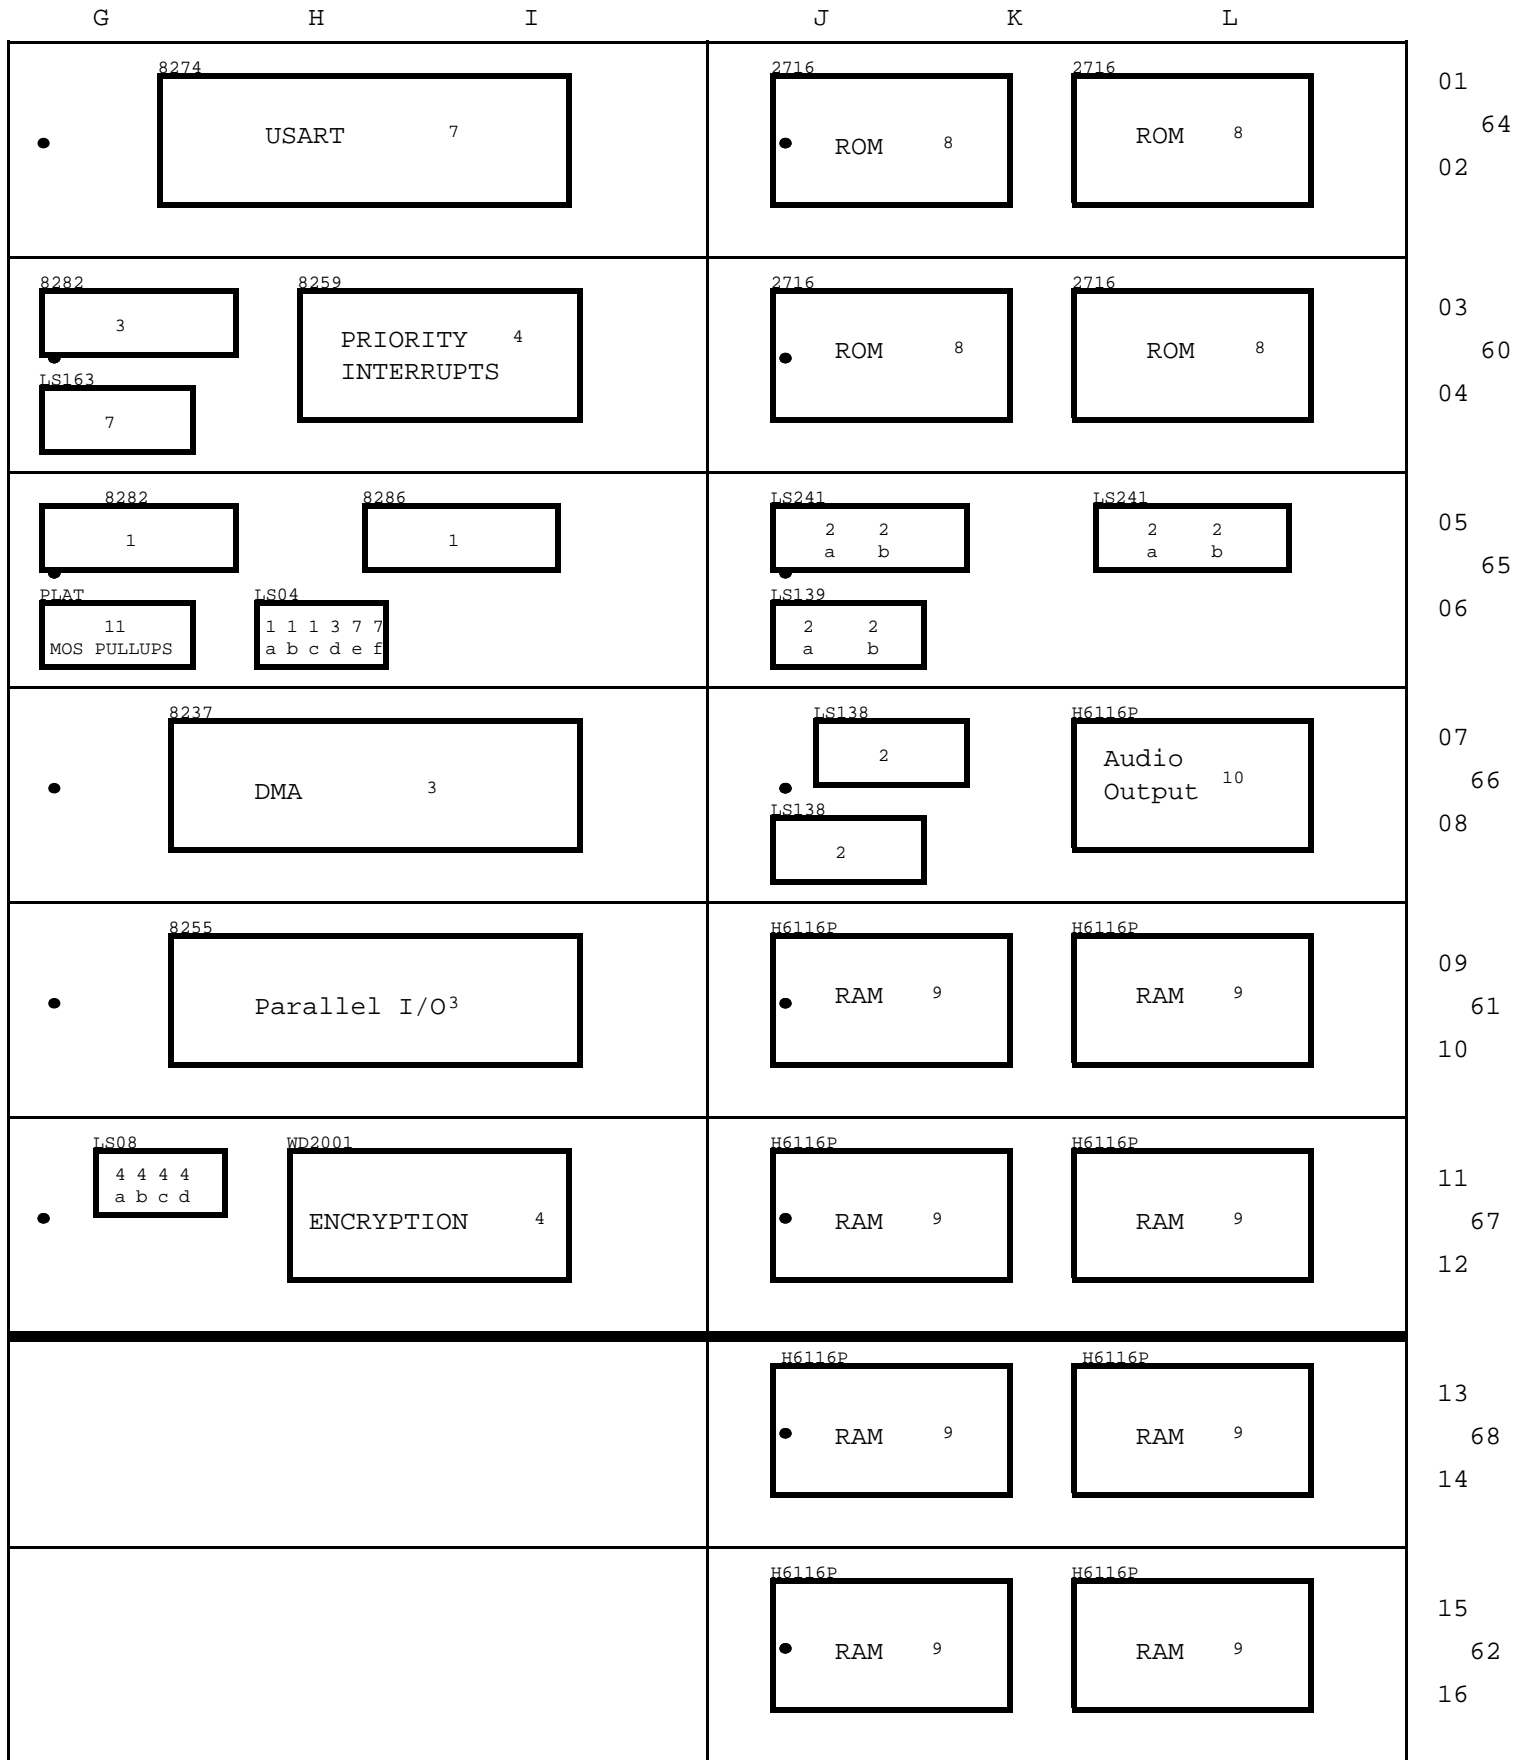 G H I J K L
8274 2716 2716
01
USART 7 ROM 8 ROM 8
64
02
8282 8259 2716 2716
03
3 PRIORITY 4 ROM 8 ROM 8
INTERRUPTS
60
LS163
04
7
8282 8286 LS241 LS241
05
1 1 2 2 2 2
a b a b
65
PLAT LS04 LS139
06
11 1 1 1 3 7 7 2 2
MOS PULLUPS a b c d e f a b
8237 LS138 H6116P
07
2 Audio
DMA 3 Output 10
66
LS138
08
2
8255 H6116P H6116P
09
Parallel I/O 3 RAM 9 RAM 9
61
10
LS08 WD2001 H6116P H6116P
4 4 4 4
a b c d
11
ENCRYPTION 4 RAM 9 RAM 9
67
12
H6116P H6116P
13
RAM 9 RAM 9
68
14
H6116P H6116P
15
RAM 9 RAM 9
62
16